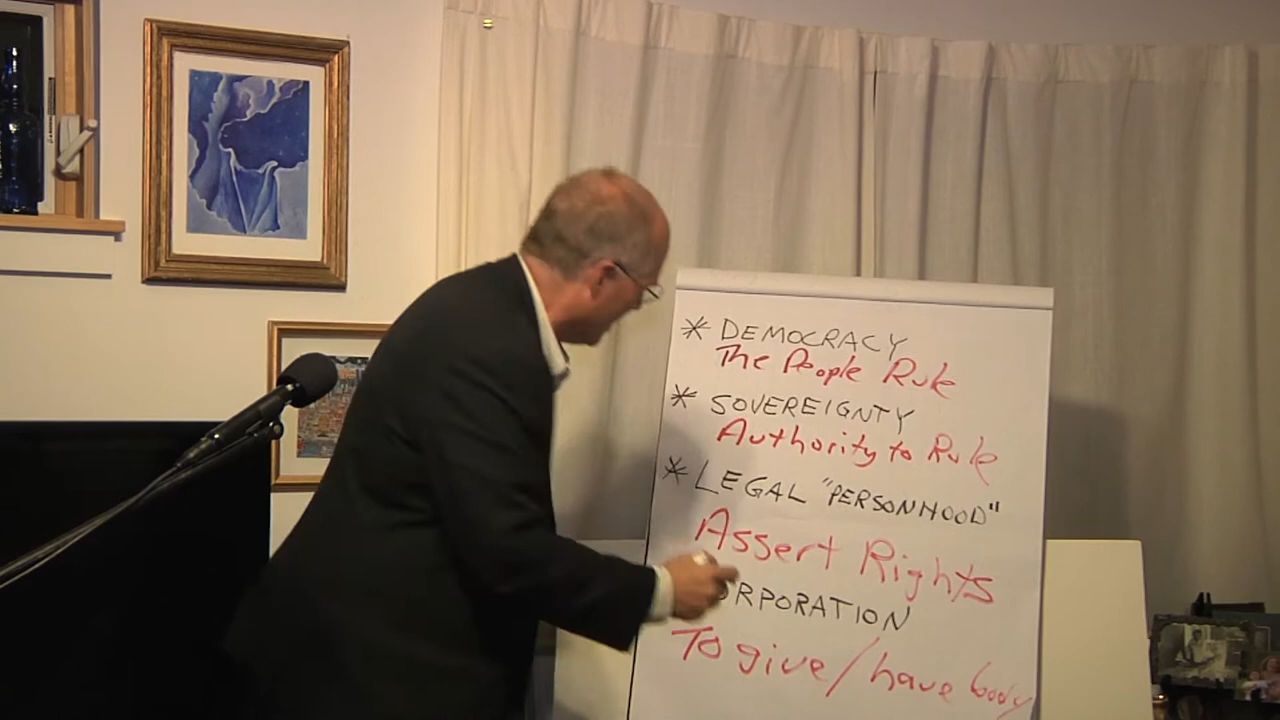 * DEMOCRACY
The People Rule
* SOVEREIGNTY
Authority to Rule
* LEGAL "PERSONHOOD"
Assert Rights
ORPORATION
To give/have body